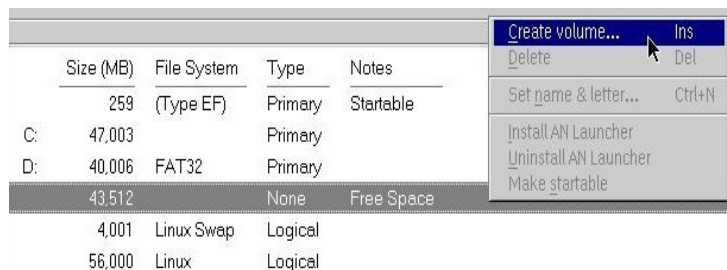 Create volume... Ins
Delete Del
Set name & letter... Ctrl+N
Install AN Launcher
Uninstall AN Launcher
Make startable
Size (MB) File System Type Notes
259 (Type EF) Primary Startable
C: 47,003 Primary
D: 40,006 FAT32 Primary
43,512 None Free Space
4,001 Linux Swap Logical
56,000 Linux Logical